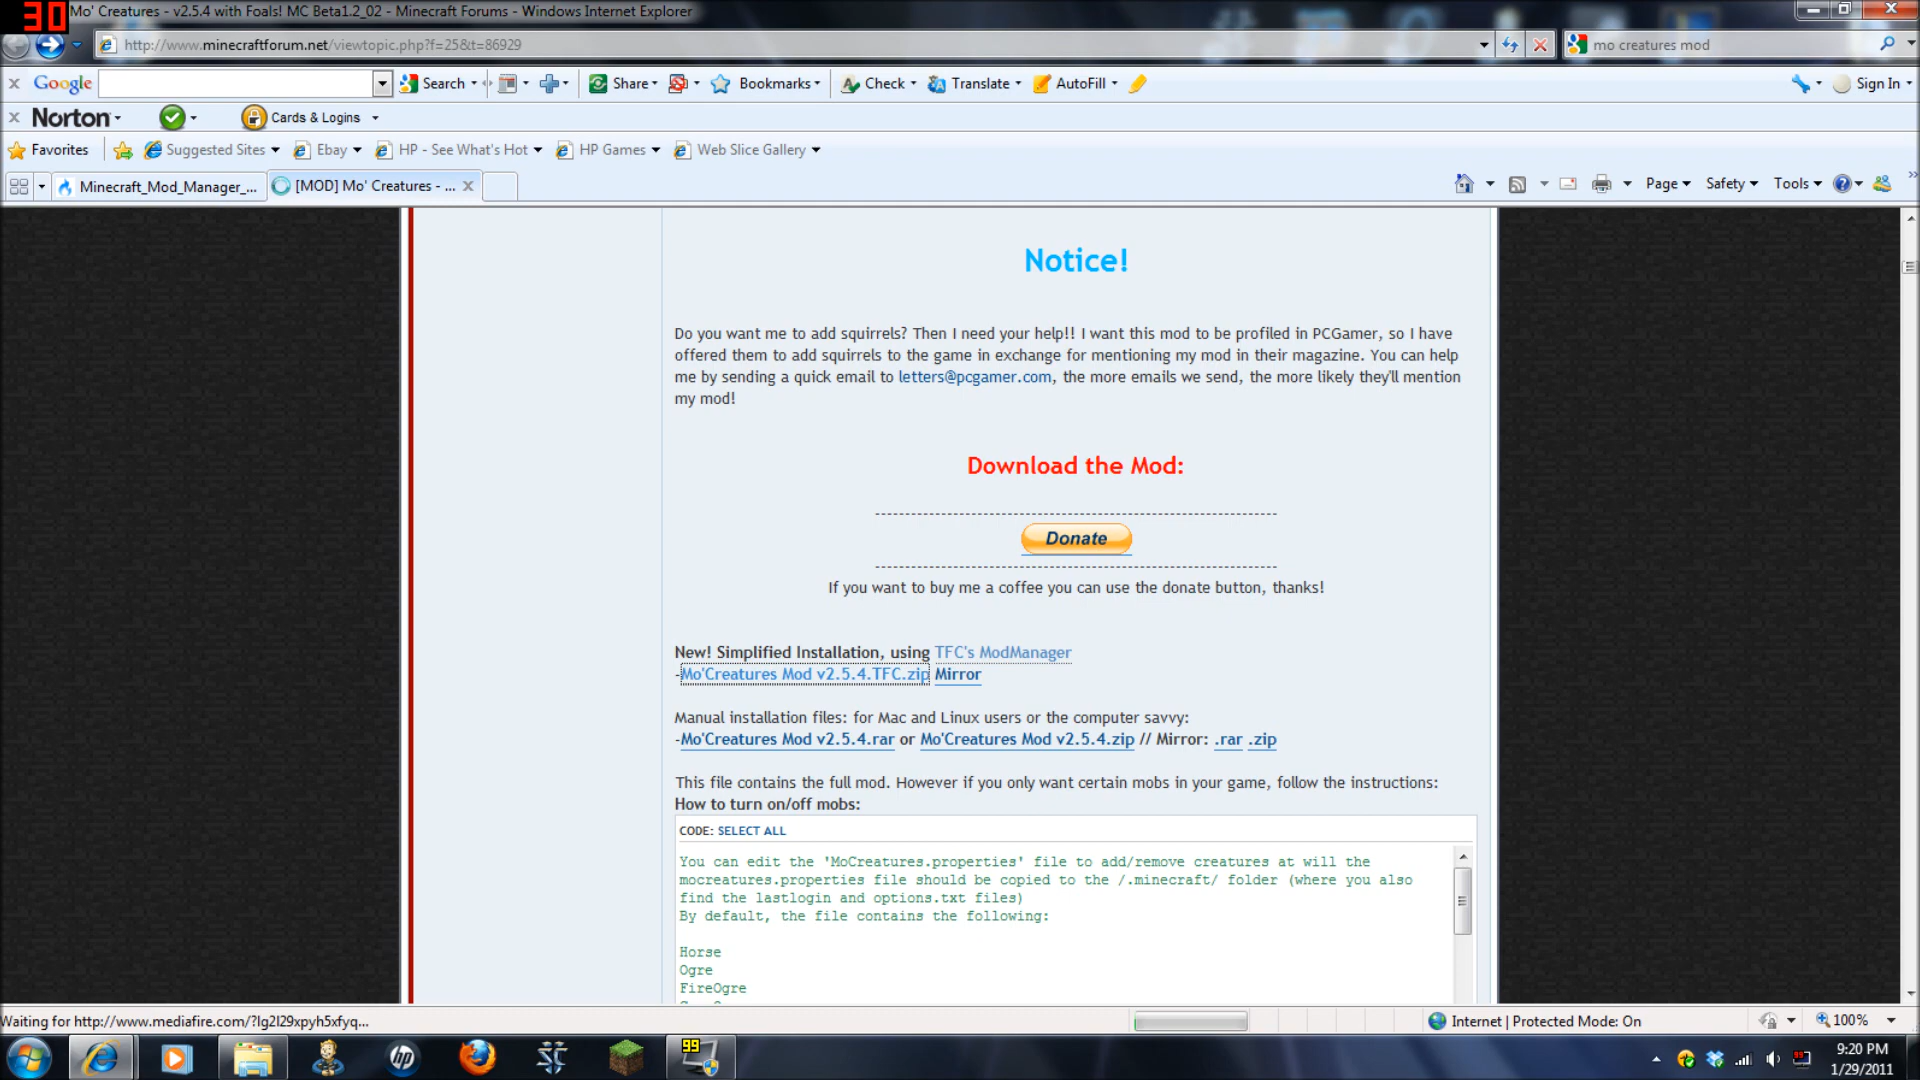 30
Mo' Creatures - v2.5.4 with Foals! MC Beta1.2_02 - Minecraft Forums - Windows Internet Explorer
http://www.minecraftforum.net/viewtopic.php?f=25&t=86929
mo creatures mod
Google Search Share Bookmarks Check Translate AutoFill Sign In
Norton Cards & Logins
Favorites Suggested Sites Ebay HP - See What's Hot HP Games Web Slice Gallery
Minecraft_Mod_Manager_... [MOD] Mo' Creatures - ... Page Safety Tools
Notice!
Do you want me to add squirrels? Then I need your help!! I want this mod to be profiled in PCGamer, so I have
offered them to add squirrels to the game in exchange for mentioning my mod in their magazine. You can help
me by sending a quick email to letters@pcgamer.com, the more emails we send, the more likely they'll mention
my mod!
Download the Mod:
--------------------------------------------------
Donate
--------------------------------------------------
If you want to buy me a coffee you can use the donate button, thanks!
New! Simplified Installation, using TFC's ModManager
-Mo'Creatures Mod v2.5.4.TFC.zip Mirror
Manual installation files: for Mac and Linux users or the computer savvy:
-Mo'Creatures Mod v2.5.4.rar or Mo'Creatures Mod v2.5.4.zip // Mirror: .rar .zip
This file contains the full mod. However if you only want certain mobs in your game, follow the instructions:
How to turn on/off mobs:
CODE: SELECT ALL
You can edit the 'MoCreatures.properties' file to add/remove creatures at will the
mocreatures.properties file should be copied to the /.minecraft/ folder (where you also
find the lastlogin and options.txt files)
By default, the file contains the following:
Horse
Ogre
FireOgre
Waiting for http://www.mediafire.com/?lg2l29xpyh5xfyq... Internet | Protected Mode: On 100%
hp
99
9:20 PM
1/29/2011